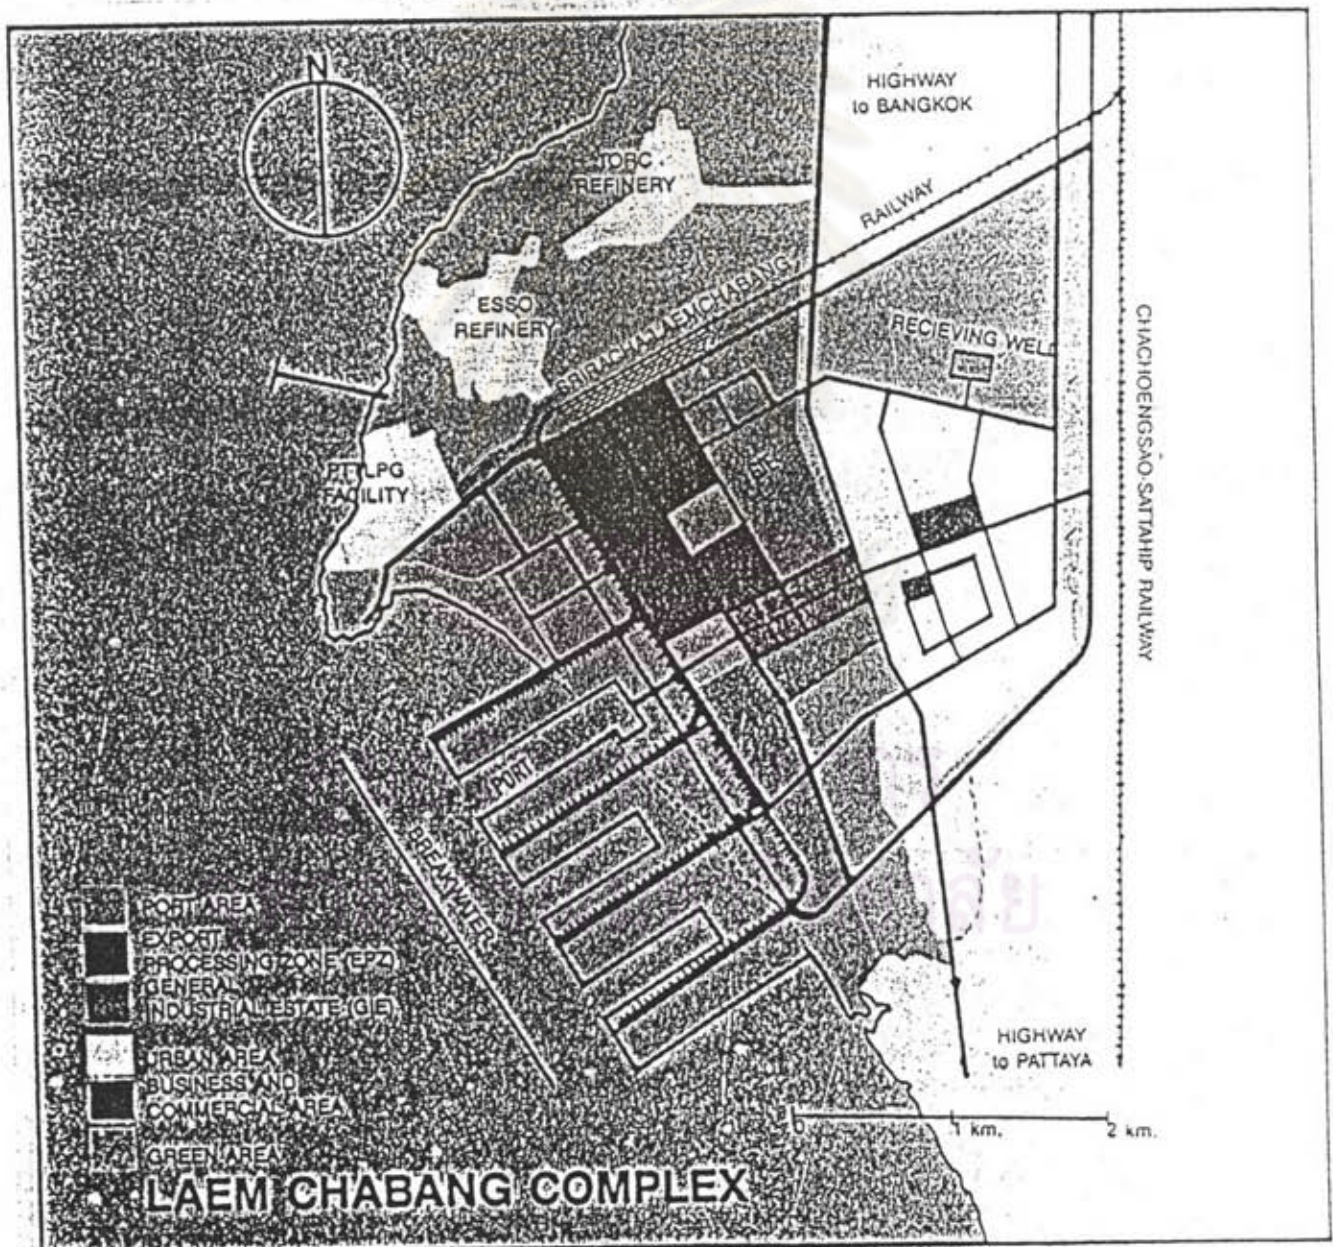 N
HIGHWAY
to BANGKOK
TORC
REFINERY
RAILWAY
ESSO
REFINERY
SRIRACHA-LAEMCHABANG
RECIEVING WELL
CHACHOENGSAO-SATTAHIP RAILWAY
PTT LPG
FACILITY
PORT
BREAKWATER
PORT AREA
EXPORT
PROCESSING ZONE (EPZ)
GENERAL
INDUSTRIAL ESTATE (GIE)
URBAN AREA
BUSINESS AND
COMMERCIAL AREA
GREEN AREA
HIGHWAY
to PATTAYA
0
1 km.
2 km.
LAEM CHABANG COMPLEX